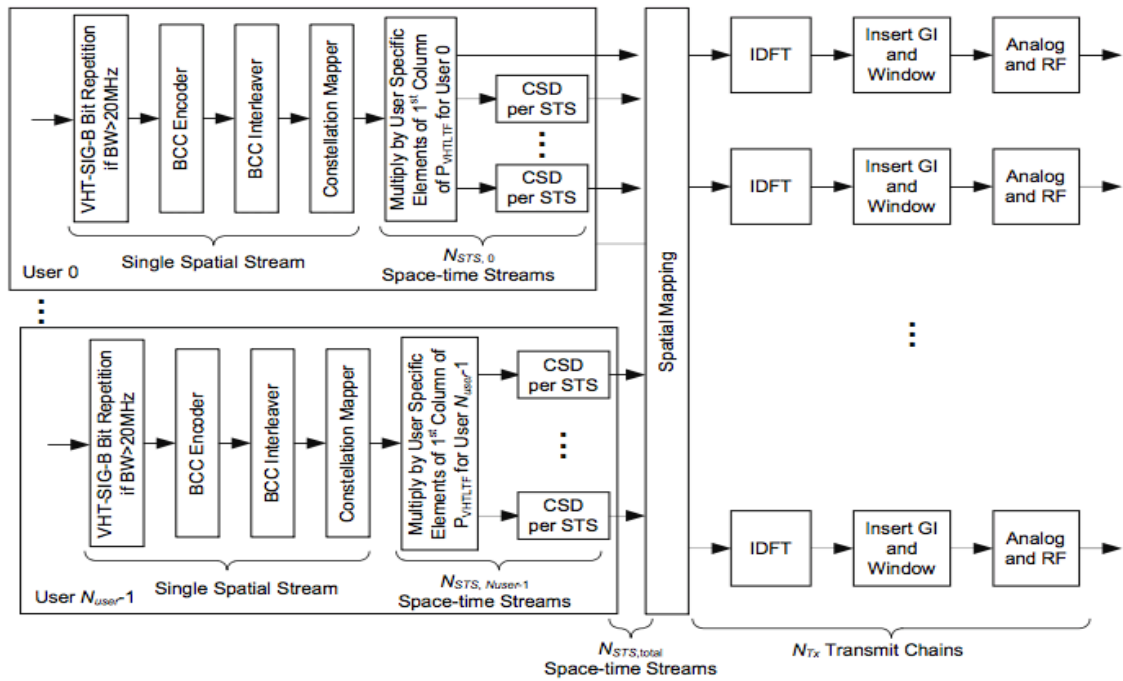 VHT-SIG-B Bit Repetition
if BW>20MHz
BCC Encoder
BCC Interleaver
Constellation Mapper
Multiply by User Specific
Elements of 1st Column
of PVHTLTF for User 0
CSD
per STS
...
CSD
per STS
Single Spatial Stream
NSTS, 0
Space-time Streams
User 0
...
VHT-SIG-B Bit Repetition
if BW>20MHz
BCC Encoder
BCC Interleaver
Constellation Mapper
Multiply by User Specific
Elements of 1st Column of
PVHTLTF for User Nuser-1
CSD
per STS
...
CSD
per STS
Single Spatial Stream
NSTS, Nuser-1
Space-time Streams
User Nuser-1
NSTS,total
Space-time Streams
Spatial Mapping
IDFT
Insert GI
and
Window
Analog
and RF
IDFT
Insert GI
and
Window
Analog
and RF
...
IDFT
Insert GI
and
Window
Analog
and RF
NTx Transmit Chains